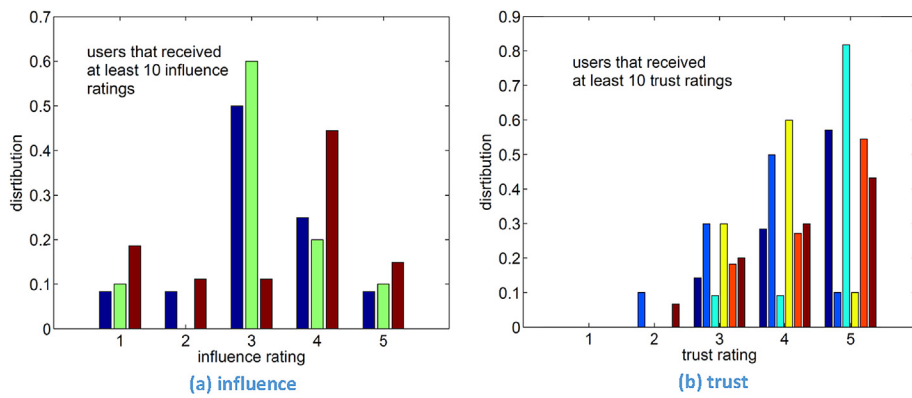 0.7
0.6
0.5
0.4
0.3
0.2
0.1
0
users that received
at least 10 influence
ratings
disrtibution
1 2 3 4 5
influence rating
(a) influence
0.9
0.8
0.7
0.6
0.5
0.4
0.3
0.2
0.1
0
users that received
at least 10 trust ratings
disrtibution
1 2 3 4 5
trust rating
(b) trust